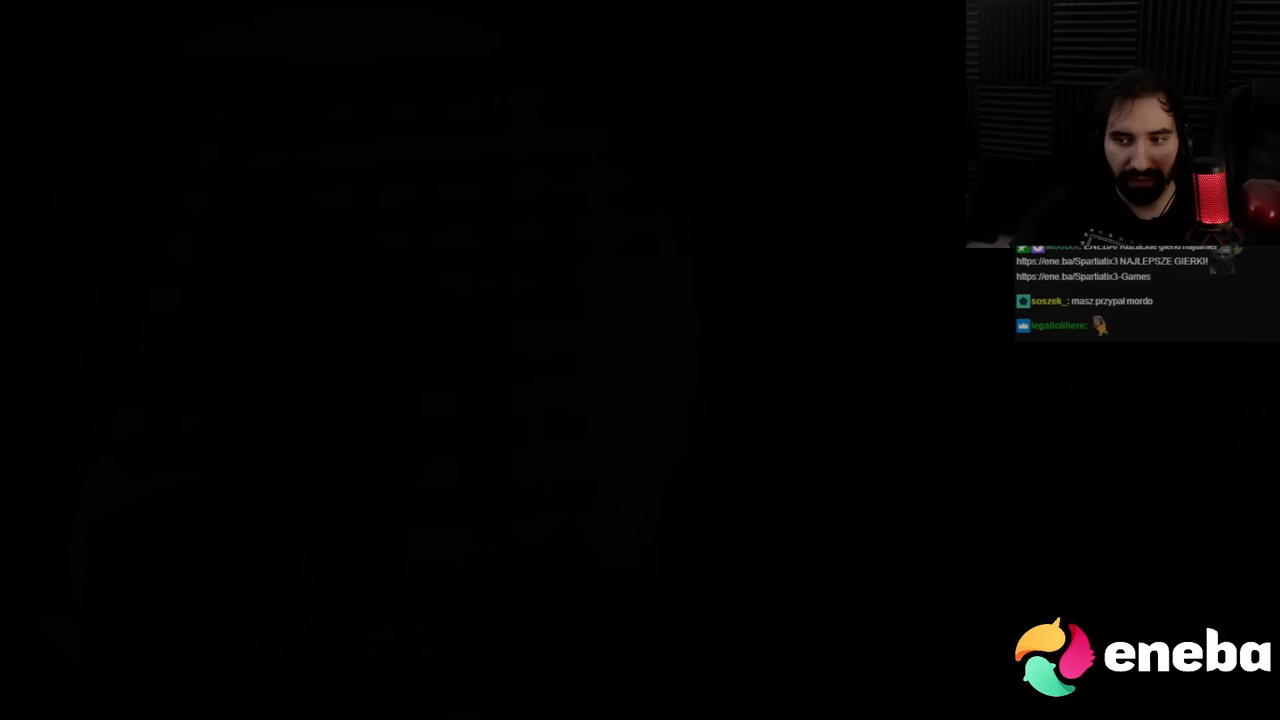 https://ene.ba/Spartiatix3 NAJLEPSZE GIERKI!
https://ene.ba/Spartiatix3-Games
soszek_: masz przypał mordo
legallolihere:
eneba